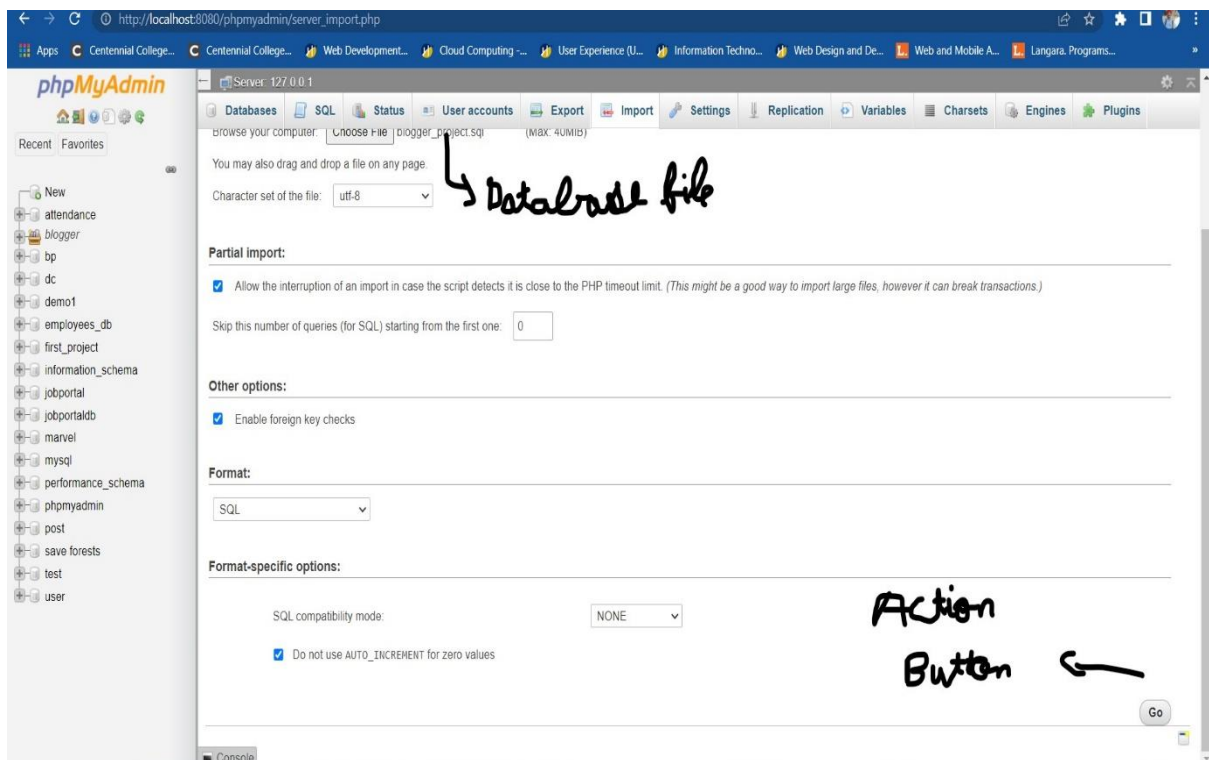 http://localhost:8080/phpmyadmin/server_import.php
Apps Centennial College... Centennial College... Web Development... Cloud Computing -... User Experience (U... Information Techno... Web Design and De... Web and Mobile A... Langara. Programs... »
phpMyAdmin
Recent Favorites
New
attendance
blogger
bp
dc
demo1
employees_db
first_project
information_schema
jobportal
jobportaldb
marvel
mysql
performance_schema
phpmyadmin
post
save forests
test
user
Server: 127.0.0.1
Databases SQL Status User accounts Export Import Settings Replication Variables Charsets Engines Plugins
Browse your computer: Choose File blogger_project.sql (Max: 40MiB)
You may also drag and drop a file on any page.
Character set of the file: utf-8
Database file
Partial import:
Allow the interruption of an import in case the script detects it is close to the PHP timeout limit. (This might be a good way to import large files, however it can break transactions.)
Skip this number of queries (for SQL) starting from the first one: 0
Other options:
Enable foreign key checks
Format:
SQL
Format-specific options:
SQL compatibility mode: NONE
Do not use AUTO_INCREMENT for zero values
Action
Button
Go
Console